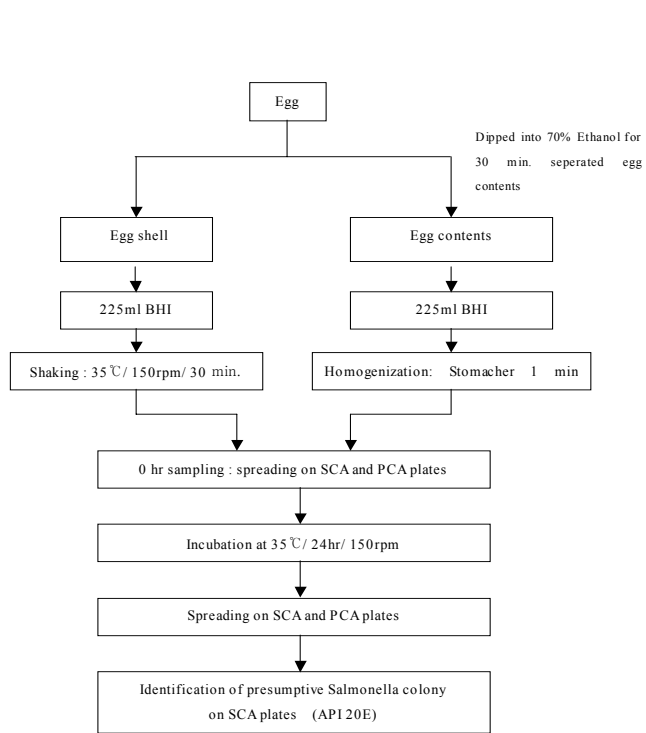 Egg
Dipped into 70% Ethanol for
30 min. seperated egg
contents
Egg shell
Egg contents
225ml BHI
225ml BHI
Shaking : 35℃/ 150rpm/ 30 min.
Homogenization: Stomacher 1 min
0 hr sampling : spreading on SCA and PCA plates
Incubation at 35℃/ 24hr/ 150rpm
Spreading on SCA and PCA plates
Identification of presumptive Salmonella colony
on SCA plates (API 20E)